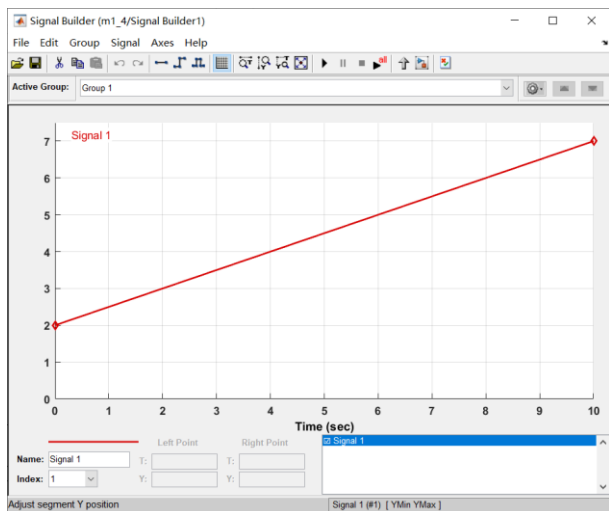 Signal Builder (m1_4/Signal Builder1)
File Edit Group Signal Axes Help
all
Active Group: Group 1
Signal 1
7
6
5
4
3
2
1
0
0 1 2 3 4 5 6 7 8 9 10
Time (sec)
Left Point Right Point
Name: Signal 1 T: T:
Index: 1 Y: Y:
Signal 1
Adjust segment Y position
Signal 1 (#1) [ YMin YMax ]